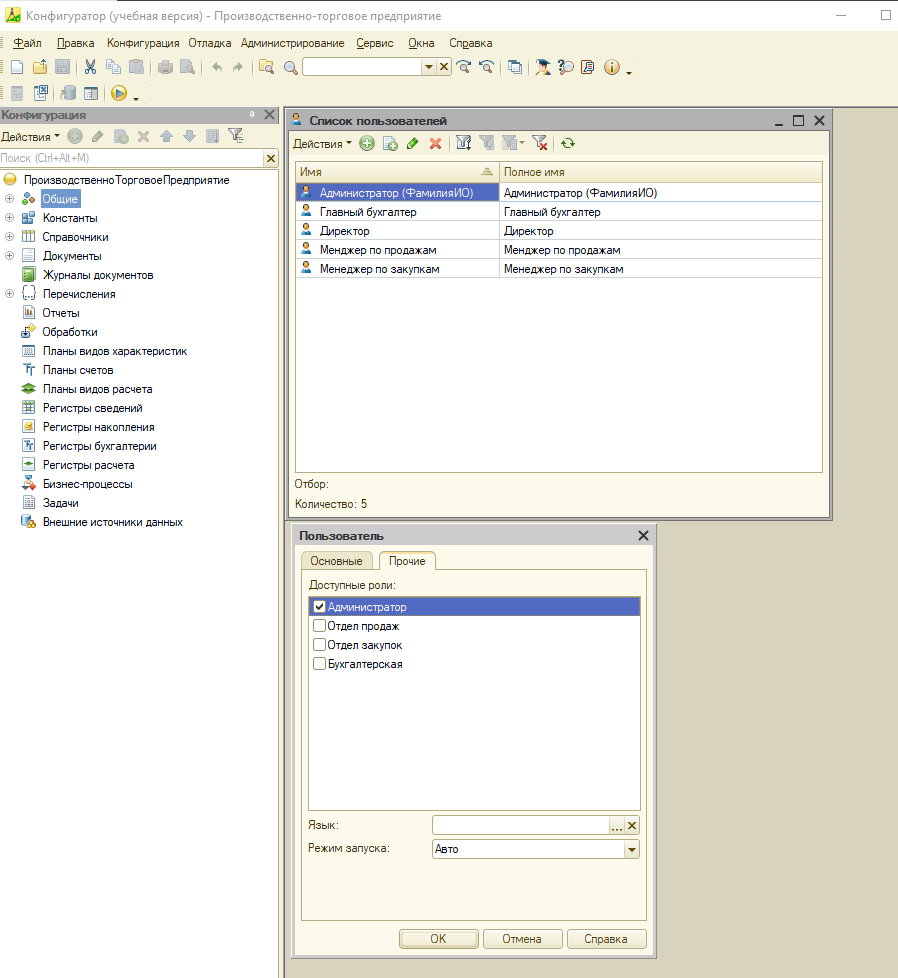 Конфигуратор (учебная версия) - Производственно-торговое предприятие
Файл Правка Конфигурация Отладка Администрирование Сервис Окна Справка
Конфигурация
Действия
Поиск (Ctrl+Alt+M)
ПроизводственноТорговоеПредприятие
Общие
Константы
Справочники
Документы
Журналы документов
Перечисления
Отчеты
Обработки
Планы видов характеристик
Планы счетов
Планы видов расчета
Регистры сведений
Регистры накопления
Регистры бухгалтерии
Регистры расчета
Бизнес-процессы
Задачи
Внешние источники данных
Список пользователей
Действия
Имя Полное имя
Администратор (ФамилияИО) Администратор (ФамилияИО)
Главный бухгалтер Главный бухгалтер
Директор Директор
Менджер по продажам Менджер по продажам
Менеджер по закупкам Менеджер по закупкам
Отбор:
Количество: 5
Пользователь
Основные Прочие
Доступные роли:
Администратор
Отдел продаж
Отдел закупок
Бухгалтерская
Язык:
Режим запуска: Авто
OK Отмена Справка